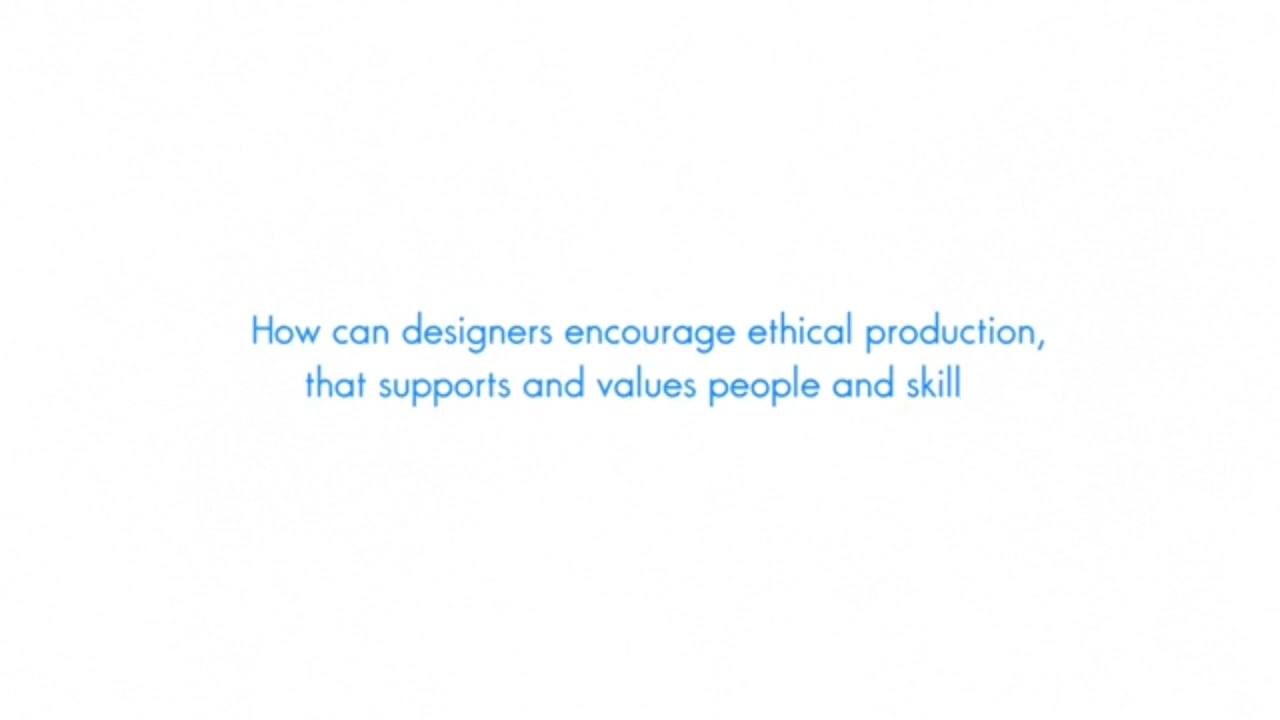 How can designers encourage ethical production,
that supports and values people and skill